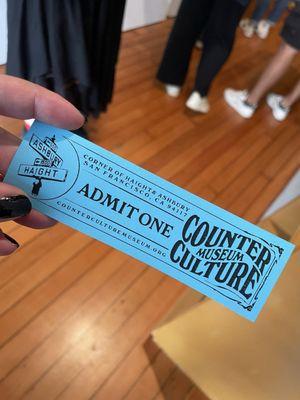 ASHBURY
HAIGHT
CORNER OF HAIGHT & ASHBURY
SAN FRANCISCO, CA 94117
ADMIT ONE
COUNTERCULTUREMUSEUM.ORG
COUNTER
MUSEUM
CULTURE